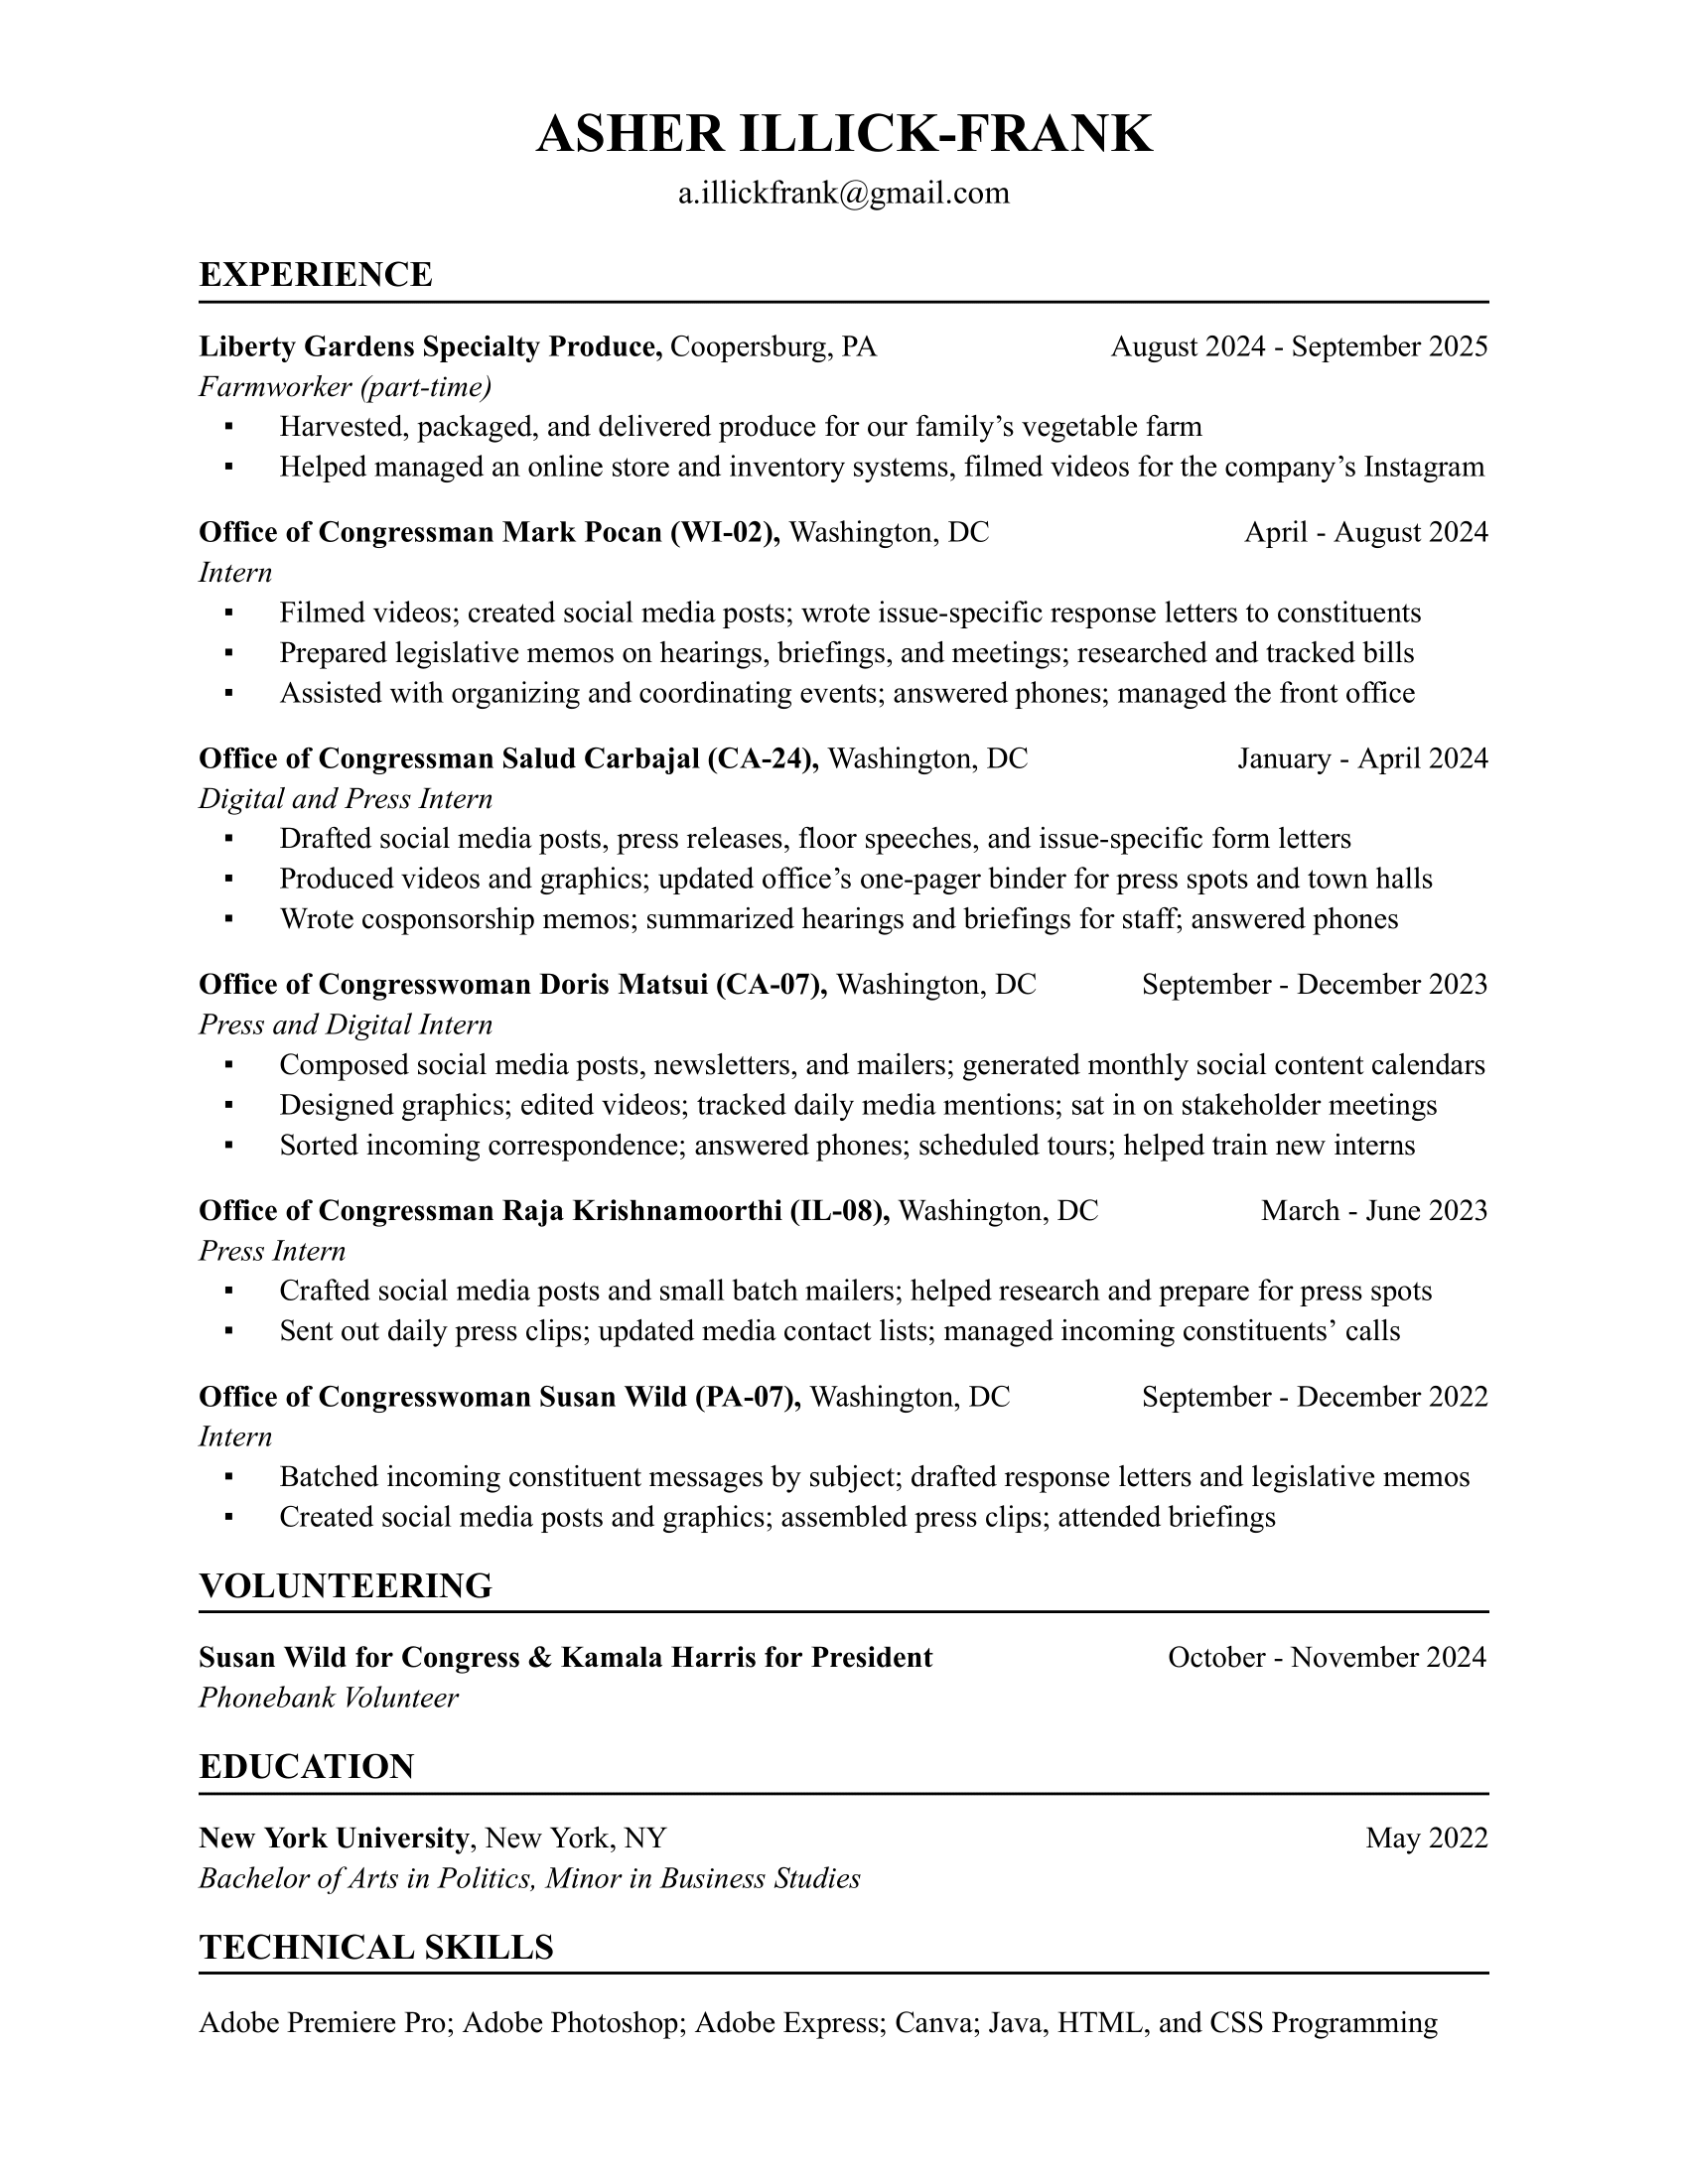 ASHER ILLICK-FRANK
a.illickfrank@gmail.com
EXPERIENCE
Liberty Gardens Specialty Produce, Coopersburg, PA August 2024 - September 2025
Farmworker (part-time)
▪ Harvested, packaged, and delivered produce for our family’s vegetable farm
▪ Helped managed an online store and inventory systems, filmed videos for the company’s Instagram
Office of Congressman Mark Pocan (WI-02), Washington, DC April - August 2024
Intern
▪ Filmed videos; created social media posts; wrote issue-specific response letters to constituents
▪ Prepared legislative memos on hearings, briefings, and meetings; researched and tracked bills
▪ Assisted with organizing and coordinating events; answered phones; managed the front office
Office of Congressman Salud Carbajal (CA-24), Washington, DC January - April 2024
Digital and Press Intern
▪ Drafted social media posts, press releases, floor speeches, and issue-specific form letters
▪ Produced videos and graphics; updated office’s one-pager binder for press spots and town halls
▪ Wrote cosponsorship memos; summarized hearings and briefings for staff; answered phones
Office of Congresswoman Doris Matsui (CA-07), Washington, DC September - December 2023
Press and Digital Intern
▪ Composed social media posts, newsletters, and mailers; generated monthly social content calendars
▪ Designed graphics; edited videos; tracked daily media mentions; sat in on stakeholder meetings
▪ Sorted incoming correspondence; answered phones; scheduled tours; helped train new interns
Office of Congressman Raja Krishnamoorthi (IL-08), Washington, DC March - June 2023
Press Intern
▪ Crafted social media posts and small batch mailers; helped research and prepare for press spots
▪ Sent out daily press clips; updated media contact lists; managed incoming constituents’ calls
Office of Congresswoman Susan Wild (PA-07), Washington, DC September - December 2022
Intern
▪ Batched incoming constituent messages by subject; drafted response letters and legislative memos
▪ Created social media posts and graphics; assembled press clips; attended briefings
VOLUNTEERING
Susan Wild for Congress & Kamala Harris for President October - November 2024
Phonebank Volunteer
EDUCATION
New York University, New York, NY May 2022
Bachelor of Arts in Politics, Minor in Business Studies
TECHNICAL SKILLS
Adobe Premiere Pro; Adobe Photoshop; Adobe Express; Canva; Java, HTML, and CSS Programming